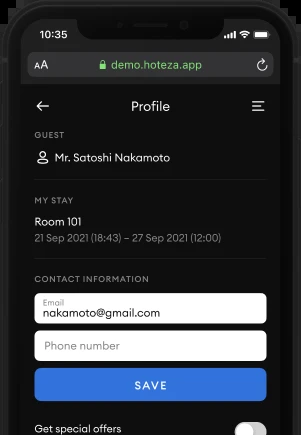 10:35
AA
demo.hoteza.app
Profile
GUEST
Mr. Satoshi Nakamoto
MY STAY
Room 101
21 Sep 2021 (18:43) – 27 Sep 2021 (12:00)
CONTACT INFORMATION
Email
nakamoto@gmail.com
Phone number
SAVE
Get special offers